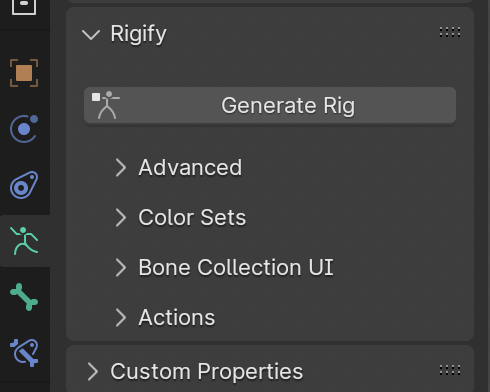 Rigify
Generate Rig
Advanced
Color Sets
Bone Collection UI
Actions
Custom Properties